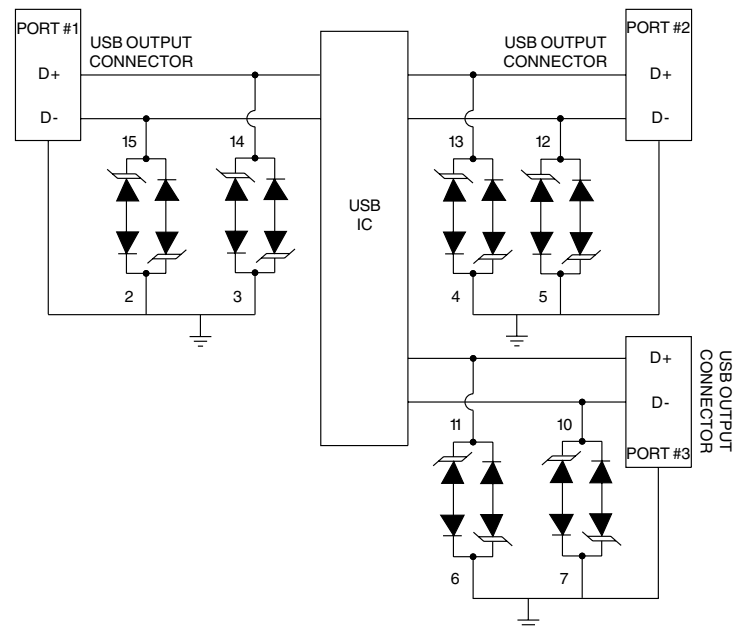 PORT #1
USB OUTPUT
CONNECTOR
D+
D-
15
14
2
3
USB
IC
USB OUTPUT
CONNECTOR
PORT #2
D+
D-
13
12
4
5
D+
D-
PORT #3
USB OUTPUT
CONNECTOR
11
10
6
7